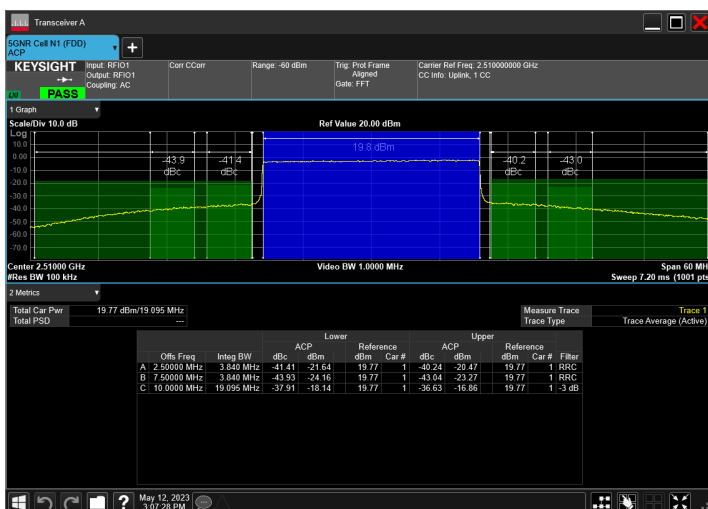 Transceiver A
5GNR Cell N1 (FDD)
ACP
KEYSIGHT
Input: RFIO1
Output: RFIO1
Coupling: AC
Corr CCorr
Range: -60 dBm
Trig: Prot Frame
Aligned
Gate: FFT
Carrier Ref Freq: 2.510000000 GHz
CC Info: Uplink, 1 CC
LXI PASS
1 Graph
Scale/Div 10.0 dB
Ref Value 20.00 dBm
Log
10.0
0.00
-10.0
-20.0
-30.0
-40.0
-50.0
-60.0
-70.0
19.8 dBm
-43.9 -41.4 -40.2 -43.0
dBc dBc dBc dBc
Center 2.51000 GHz Video BW 1.0000 MHz Span 60 MH
#Res BW 100 kHz Sweep 7.20 ms (1001 pts
2 Metrics
Total Car Pwr 19.77 dBm/19.095 MHz Measure Trace Trace 1
Total PSD --- Trace Type Trace Average (Active)
Lower Upper
ACP Reference ACP Reference
Offs Freq Integ BW dBc dBm dBm Car # dBc dBm dBm Car # Filter
A 2.50000 MHz 3.840 MHz -41.41 -21.64 19.77 1 -40.24 -20.47 19.77 1 RRC
B 7.50000 MHz 3.840 MHz -43.93 -24.16 19.77 1 -43.04 -23.27 19.77 1 RRC
C 10.0000 MHz 19.095 MHz -37.91 -18.14 19.77 1 -36.63 -16.86 19.77 1 -3 dB
May 12, 2023
3:07:28 PM